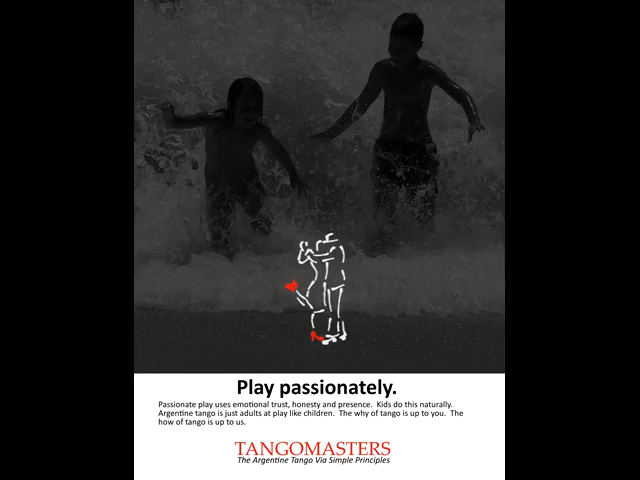 Play passionately.
Passionate play uses emotional trust, honesty and presence.  Kids do this naturally.
Argentine tango is just adults at play like children.  The why of tango is up to you.  The
how of tango is up to us.
TANGOMASTERS
The Argentine Tango Via Simple Principles